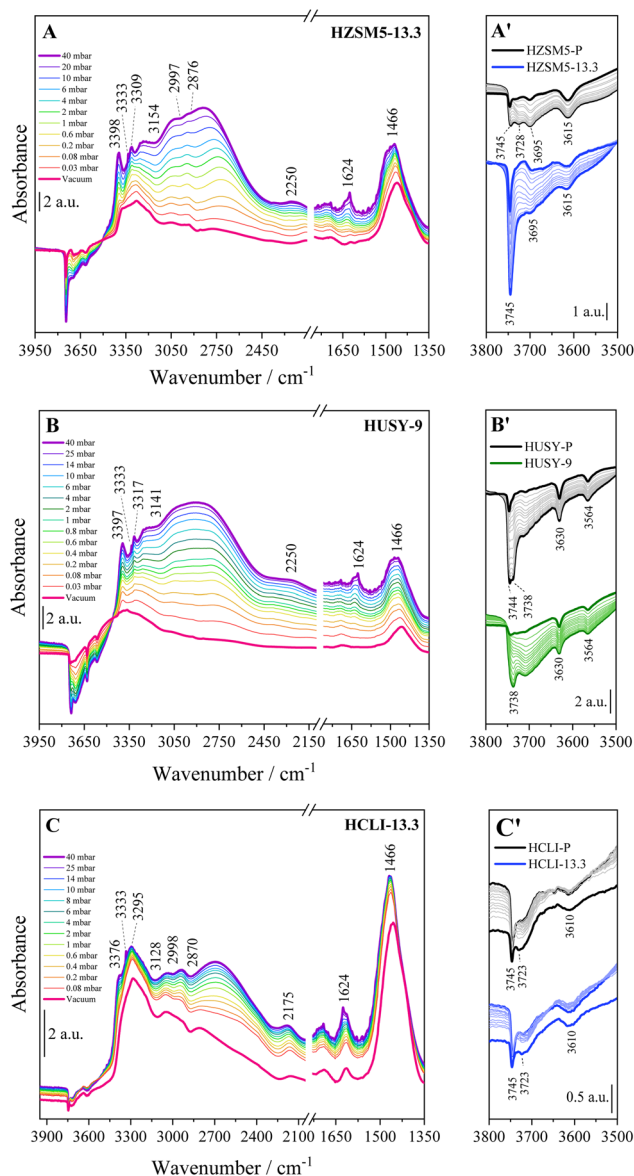 A
HZSM5-13.3
40 mbar
20 mbar
10 mbar
6 mbar
4 mbar
2 mbar
1 mbar
0.6 mbar
0.2 mbar
0.08 mbar
0.03 mbar
Vacuum
3398
3333
3309
3154
2997
2876
2250
1624
1466
2 a.u.
Absorbance
3950 3350 3050 2750 2450 1650 1500 1350
Wavenumber / cm-1
A'
HZSM5-P
HZSM5-13.3
3745
3728
3695
3615
3695
3615
3745
1 a.u.
3800 3700 3600 3500
B
HUSY-9
40 mbar
25 mbar
14 mbar
10 mbar
6 mbar
4 mbar
2 mbar
1 mbar
0.8 mbar
0.6 mbar
0.4 mbar
0.2 mbar
0.08 mbar
0.03 mbar
Vacuum
3397
3333
3317
3141
2250
1624
1466
2 a.u.
Absorbance
3950 3650 3350 3050 2750 2450 2150 1650 1500 1350
Wavenumber / cm-1
B'
HUSY-P
HUSY-9
3744
3738
3630
3564
3738
3630
3564
2 a.u.
3800 3700 3600 3500
C
HCLI-13.3
40 mbar
25 mbar
14 mbar
10 mbar
8 mbar
6 mbar
4 mbar
2 mbar
1 mbar
0.6 mbar
0.4 mbar
0.2 mbar
0.08 mbar
Vacuum
3376
3333
3295
3128
2998
2870
2175
1624
1466
2 a.u.
Absorbance
3900 3600 3300 3000 2700 2400 2100 1650 1500 1350
Wavenumber / cm-1
C'
HCLI-P
HCLI-13.3
3745
3723
3610
3745
3723
3610
0.5 a.u.
3800 3700 3600 3500